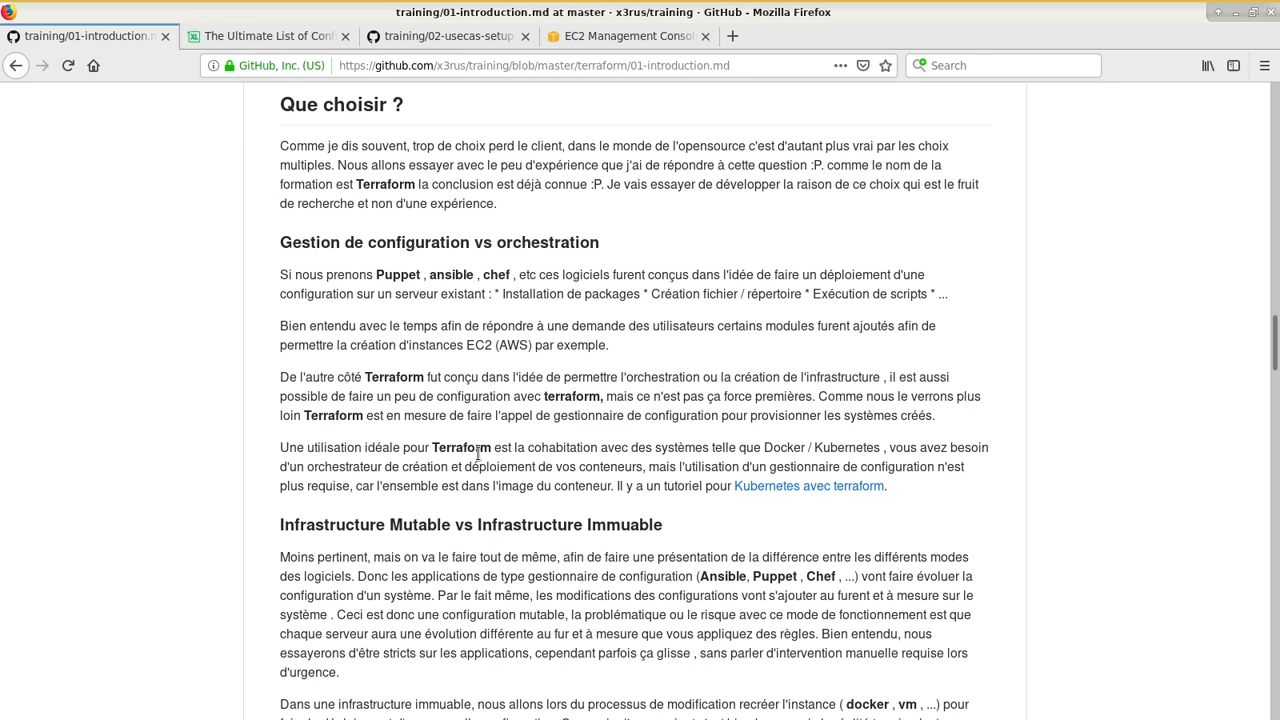 training/01-introduction.md at master · x3rus/training · GitHub - Mozilla Firefox
training/01-introduction.m
The Ultimate List of Conf
training/02-usecas-setup
EC2 Management Consol
GitHub, Inc. (US)
https://github.com/x3rus/training/blob/master/terraform/01-introduction.md
Search
Que choisir ?
Comme je dis souvent, trop de choix perd le client, dans le monde de l'opensource c'est d'autant plus vrai par les choix
multiples. Nous allons essayer avec le peu d'expérience que j'ai de répondre à cette question :P. comme le nom de la
formation est Terraform la conclusion est déjà connue :P. Je vais essayer de développer la raison de ce choix qui est le fruit
de recherche et non d'une expérience.
Gestion de configuration vs orchestration
Si nous prenons Puppet , ansible , chef , etc ces logiciels furent conçus dans l'idée de faire un déploiement d'une
configuration sur un serveur existant : * Installation de packages * Création fichier / répertoire * Exécution de scripts * ...
Bien entendu avec le temps afin de répondre à une demande des utilisateurs certains modules furent ajoutés afin de
permettre la création d'instances EC2 (AWS) par exemple.
De l'autre côté Terraform fut conçu dans l'idée de permettre l'orchestration ou la création de l'infrastructure , il est aussi
possible de faire un peu de configuration avec terraform, mais ce n'est pas ça force premières. Comme nous le verrons plus
loin Terraform est en mesure de faire l'appel de gestionnaire de configuration pour provisionner les systèmes créés.
Une utilisation idéale pour Terraform est la cohabitation avec des systèmes telle que Docker / Kubernetes , vous avez besoin
d'un orchestrateur de création et déploiement de vos conteneurs, mais l'utilisation d'un gestionnaire de configuration n'est
plus requise, car l'ensemble est dans l'image du conteneur. Il y a un tutoriel pour Kubernetes avec terraform.
Infrastructure Mutable vs Infrastructure Immuable
Moins pertinent, mais on va le faire tout de même, afin de faire une présentation de la différence entre les différents modes
des logiciels. Donc les applications de type gestionnaire de configuration (Ansible, Puppet , Chef , ...) vont faire évoluer la
configuration d'un système. Par le fait même, les modifications des configurations vont s'ajouter au furent et à mesure sur le
système . Ceci est donc une configuration mutable, la problématique ou le risque avec ce mode de fonctionnement est que
chaque serveur aura une évolution différente au fur et à mesure que vous appliquez des règles. Bien entendu, nous
essayerons d'être stricts sur les applications, cependant parfois ça glisse , sans parler d'intervention manuelle requise lors
d'urgence.
Dans une infrastructure immuable, nous allons lors du processus de modification recréer l'instance ( docker , vm , ...) pour